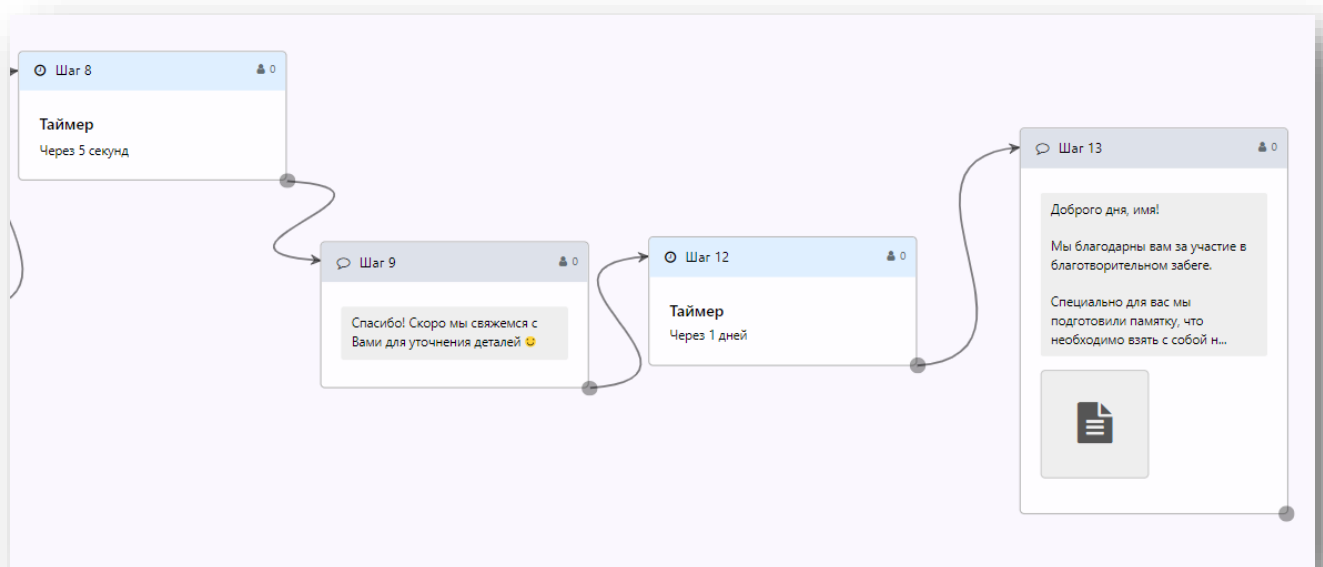 Шаг 8
0
Таймер
Через 5 секунд
Шаг 9
0
Спасибо! Скоро мы свяжемся с
Вами для уточнения деталей 😊
Шаг 12
0
Таймер
Через 1 дней
Шаг 13
0
Доброго дня, имя!
Мы благодарны вам за участие в
благотворительном забеге.
Специально для вас мы
подготовили памятку, что
необходимо взять с собой н...